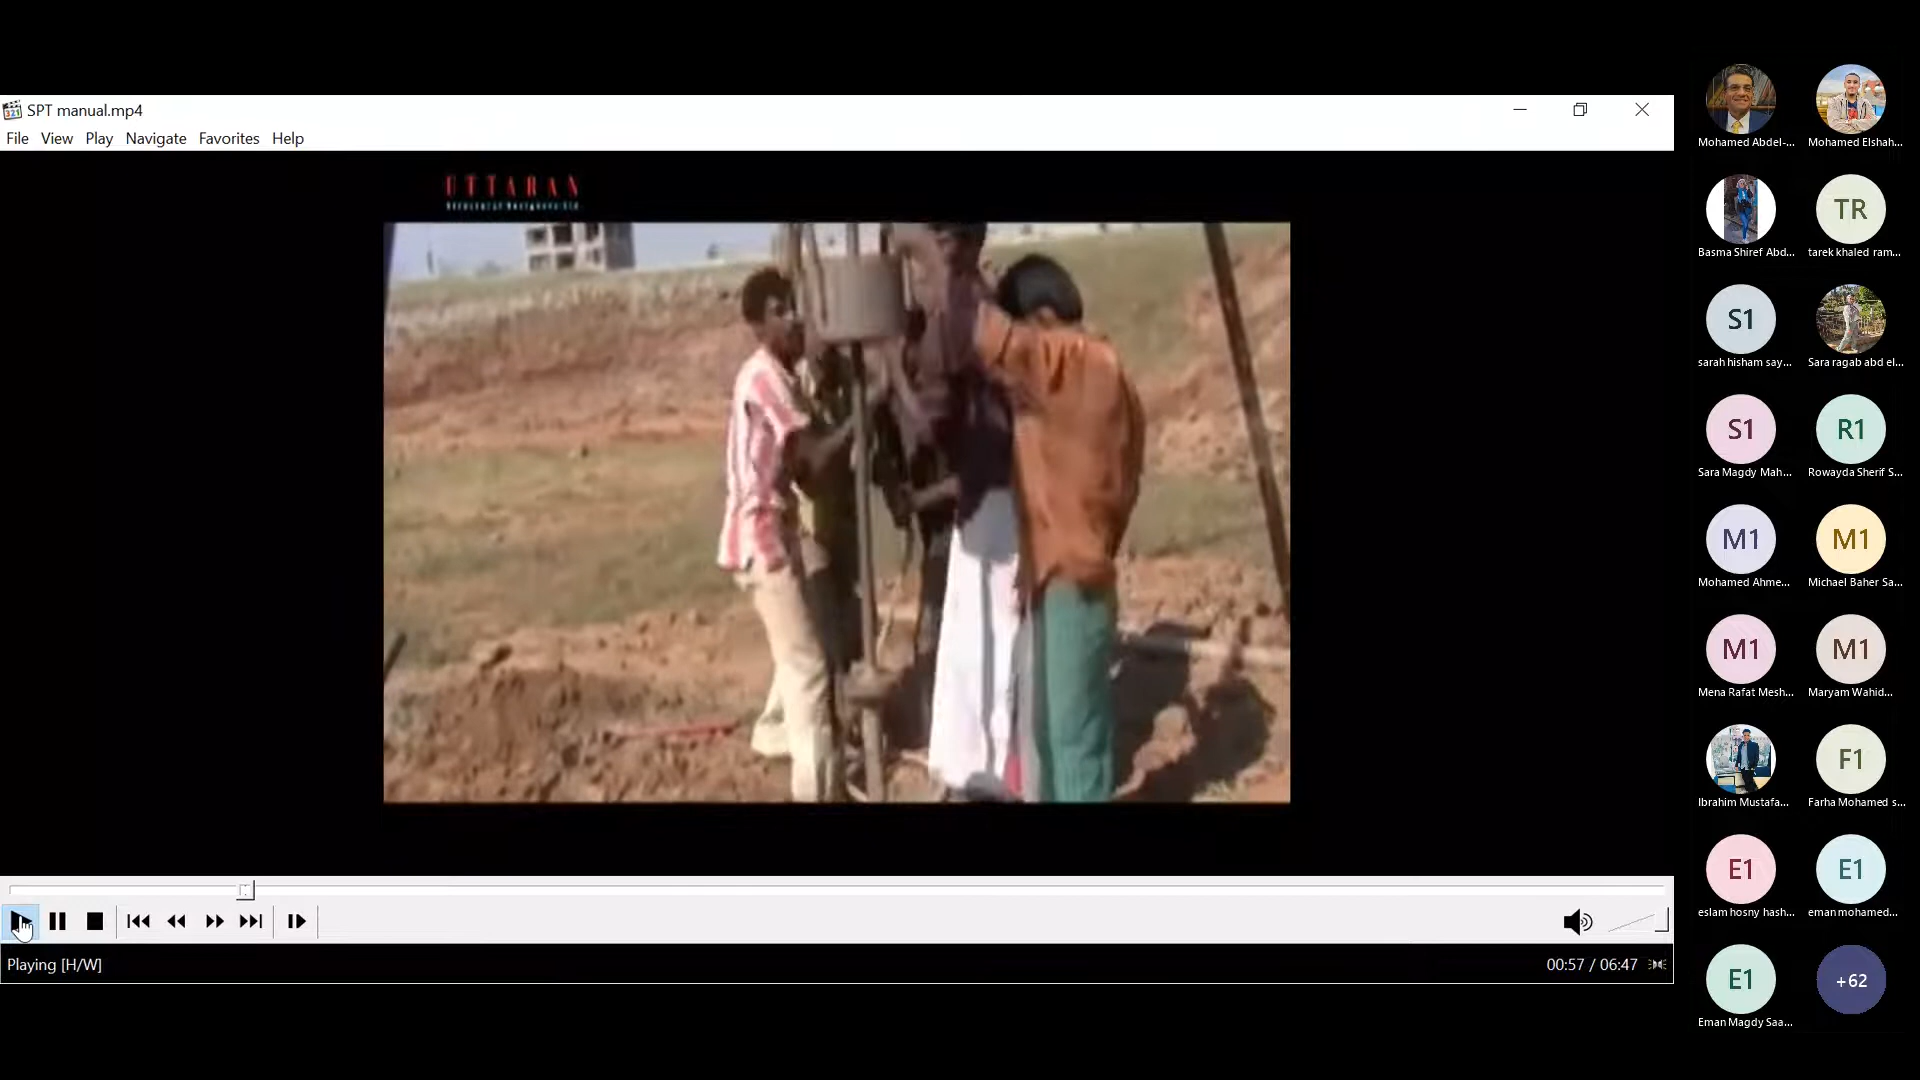 SPT manual.mp4
File View Play Navigate Favorites Help
UTTARAN
Structural Designers Ltd
Playing [H/W]
00:57 / 06:47
Mohamed Abdel-...
Mohamed Elshah...
Basma Shiref Abd...
TR
tarek khaled ram...
S1
sarah hisham say...
Sara ragab abd el...
S1
Sara Magdy Mah...
R1
Rowayda Sherif S...
M1
Mohamed Ahme...
M1
Michael Baher Sa...
M1
Mena Rafat Mesh...
M1
Maryam Wahid...
Ibrahim Mustafa...
F1
Farha Mohamed s...
E1
eslam hosny hash...
E1
eman mohamed...
E1
Eman Magdy Saa...
+62